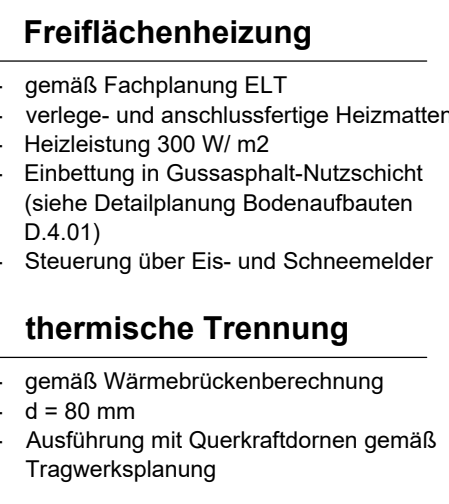 Freiflächenheizung
- gemäß Fachplanung ELT
- verlege- und anschlussfertige Heizmatten
- Heizleistung 300 W/ m2
- Einbettung in Gussasphalt-Nutzschicht
(siehe Detailplanung Bodenaufbauten
D.4.01)
- Steuerung über Eis- und Schneemelder
thermische Trennung
- gemäß Wärmebrückenberechnung
- d = 80 mm
- Ausführung mit Querkraftdornen gemäß
Tragwerksplanung